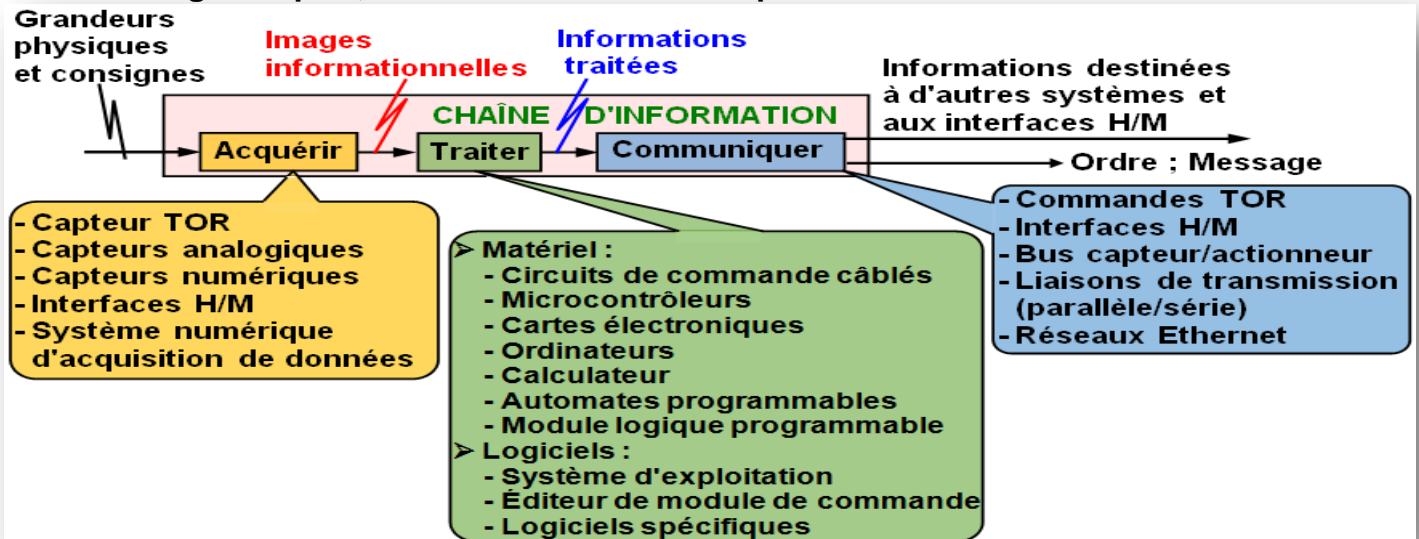 Grandeurs
physiques
et consignes
Images
informationnelles
Informations
traitées
Informations destinées
à d'autres systèmes et
aux interfaces H/M
CHAÎNE D'INFORMATION
Acquérir
Traiter
Communiquer
Ordre ; Message
- Capteur TOR
- Capteurs analogiques
- Capteurs numériques
- Interfaces H/M
- Système numérique
d'acquisition de données
➢ Matériel :
- Circuits de commande câblés
- Microcontrôleurs
- Cartes électroniques
- Ordinateurs
- Calculateur
- Automates programmables
- Module logique programmable
➢ Logiciels :
- Système d'exploitation
- Éditeur de module de commande
- Logiciels spécifiques
- Commandes TOR
- Interfaces H/M
- Bus capteur/actionneur
- Liaisons de transmission
(parallèle/série)
- Réseaux Ethernet